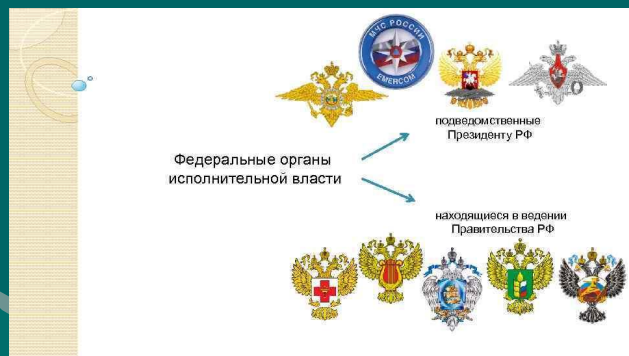 МЧС РОССИИ
EMERCOM
подведомственные
Президенту РФ
Федеральные органы
исполнительной власти
находящиеся в ведении
Правительства РФ